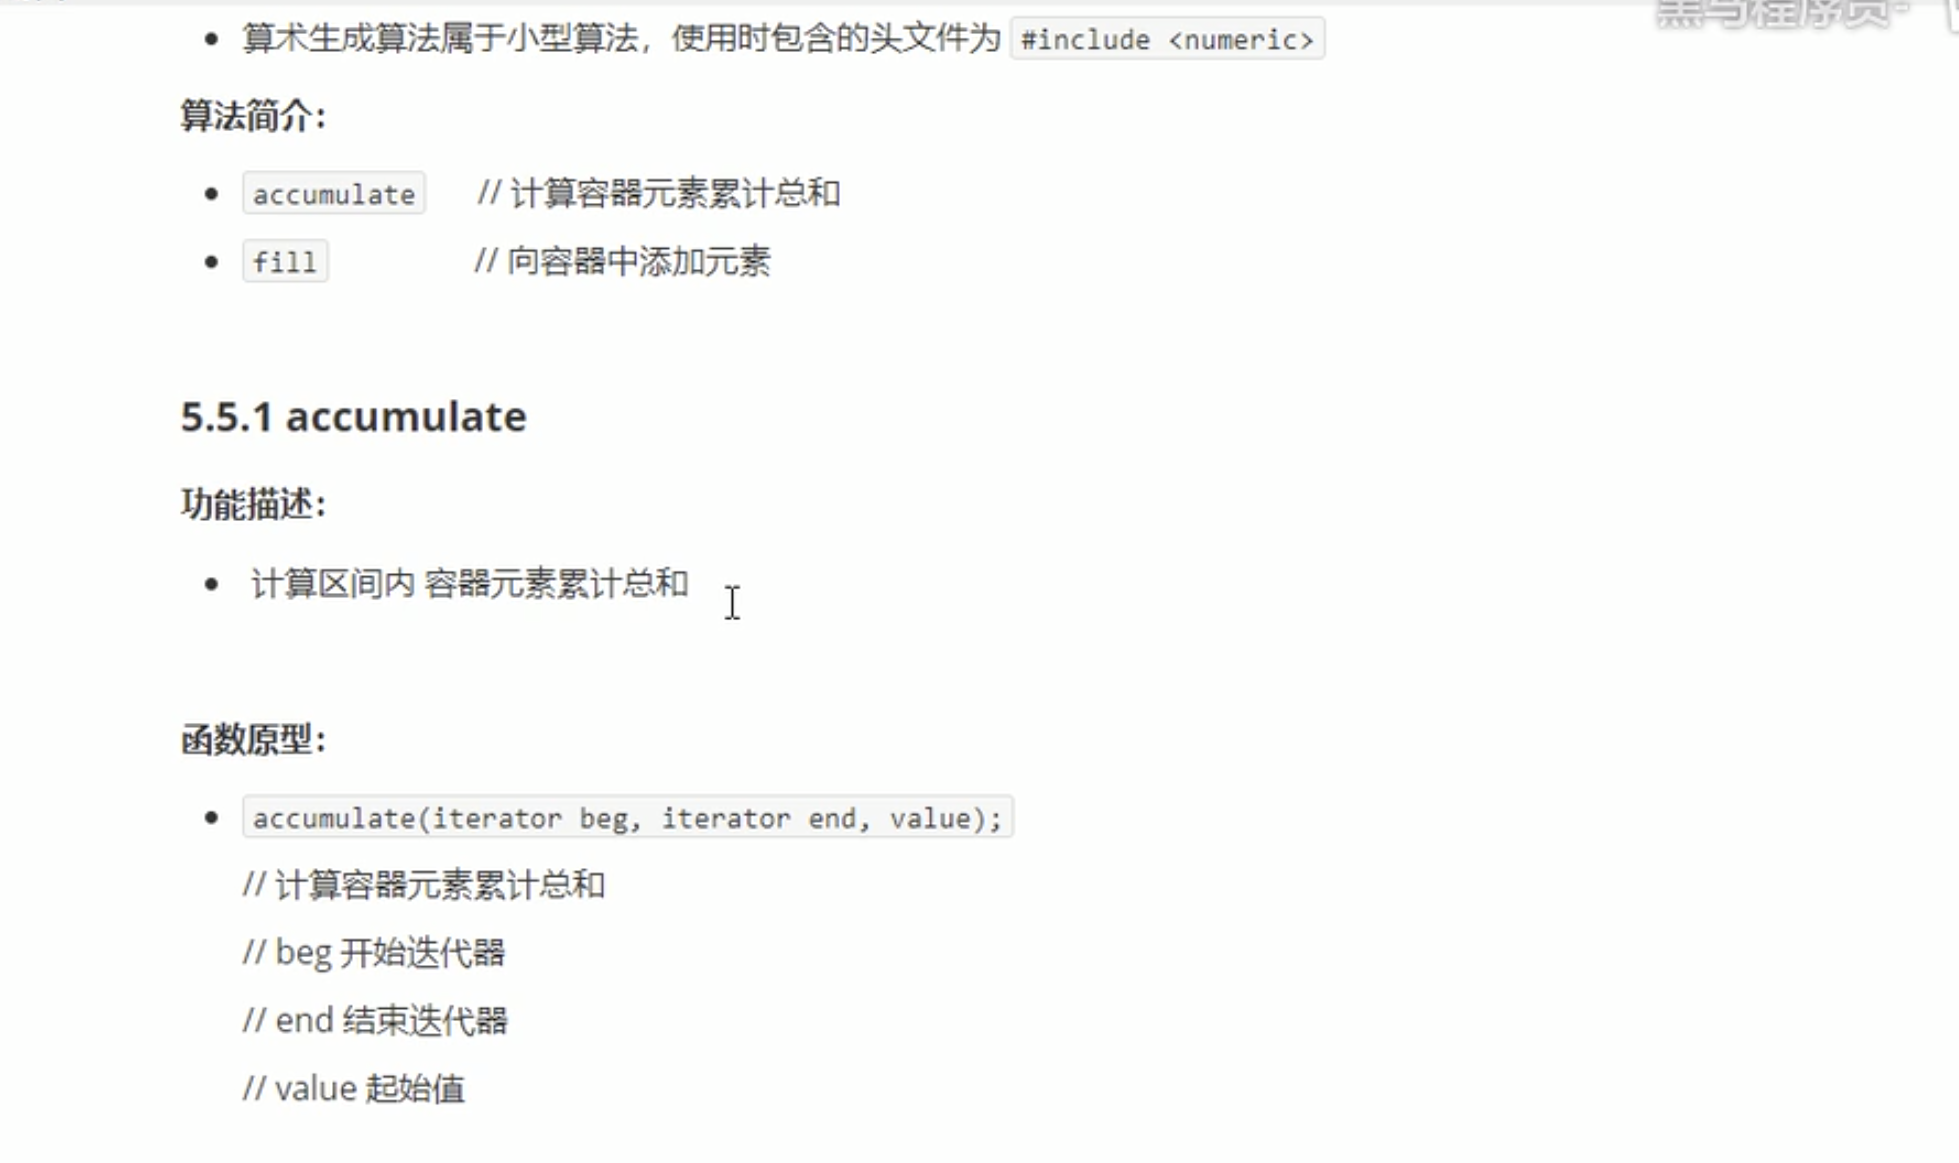 黑马程序员-
算术生成算法属于小型算法，使用时包含的头文件为 #include <numeric>
算法简介：
accumulate // 计算容器元素累计总和
fill // 向容器中添加元素
5.5.1 accumulate
功能描述：
计算区间内 容器元素累计总和
函数原型：
accumulate(iterator beg, iterator end, value);
// 计算容器元素累计总和
// beg 开始迭代器
// end 结束迭代器
// value 起始值